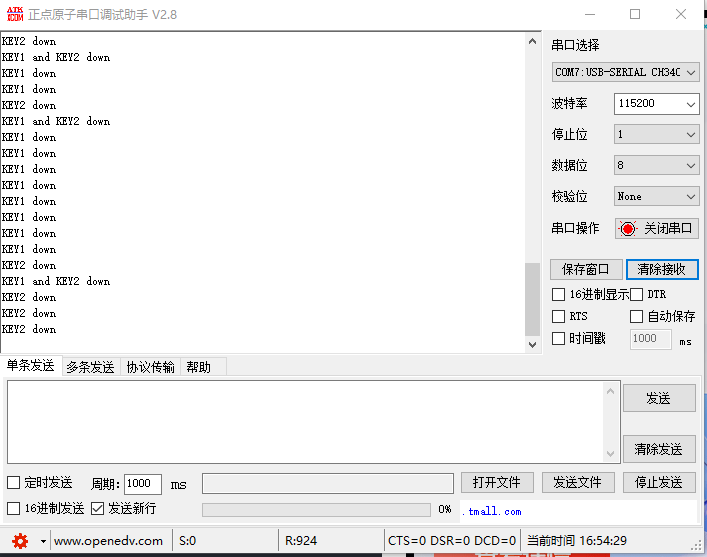 ATK XCOM 正点原子串口调试助手 V2.8
KEY2 down
KEY1 and KEY2 down
KEY1 down
KEY1 down
KEY2 down
KEY1 and KEY2 down
KEY1 down
KEY1 down
KEY1 down
KEY1 down
KEY1 down
KEY1 down
KEY1 down
KEY1 down
KEY2 down
KEY1 and KEY2 down
KEY2 down
KEY2 down
KEY2 down
串口选择
COM7:USB-SERIAL CH34C
波特率 115200
停止位 1
数据位 8
校验位 None
串口操作 关闭串口
保存窗口 清除接收
16进制显示 DTR
RTS 自动保存
时间戳 1000 ms
单条发送 多条发送 协议传输 帮助
发送
清除发送
定时发送 周期: 1000 ms 打开文件 发送文件 停止发送
16进制发送 发送新行 0% .tmall.com
www.openedv.com S:0 R:924 CTS=0 DSR=0 DCD=0 当前时间 16:54:29